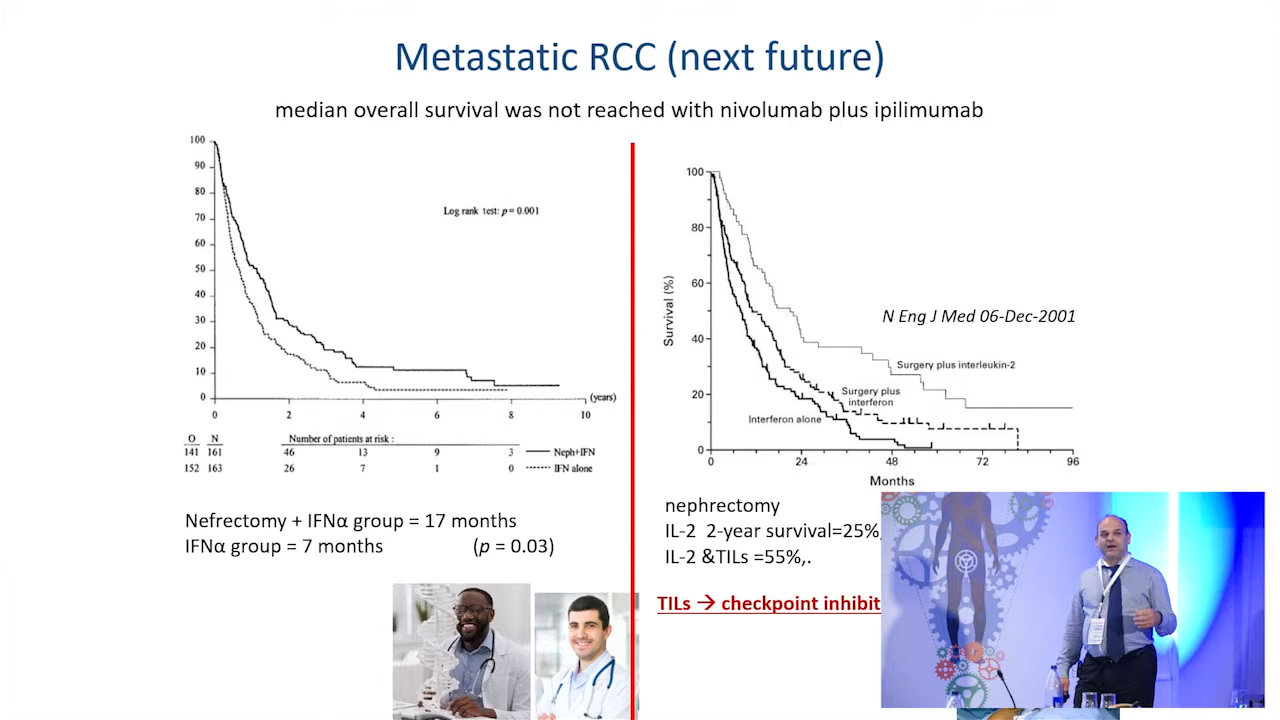 Metastatic RCC (next future)
median overall survival was not reached with nivolumab plus ipilimumab
100
90
80
70
60
50
40
30
20
10
0
0 2 4 6 8 10
(years)
Log rank test: p = 0.001
O N Number of patients at risk :
141 161 46 13 9 3 Neph+IFN
152 163 26 7 1 0 IFN alone
Nefrectomy + IFNα group = 17 months
IFNα group = 7 months (p = 0.03)
100
80
60
40
20
0
Survival (%)
N Eng J Med 06-Dec-2001
Surgery plus interleukin-2
Surgery plus
interferon
Interferon alone
0 24 48 72 96
Months
nephrectomy
IL-2 2-year survival=25%,
IL-2 &TILs =55%,.
TILs → checkpoint inhibit